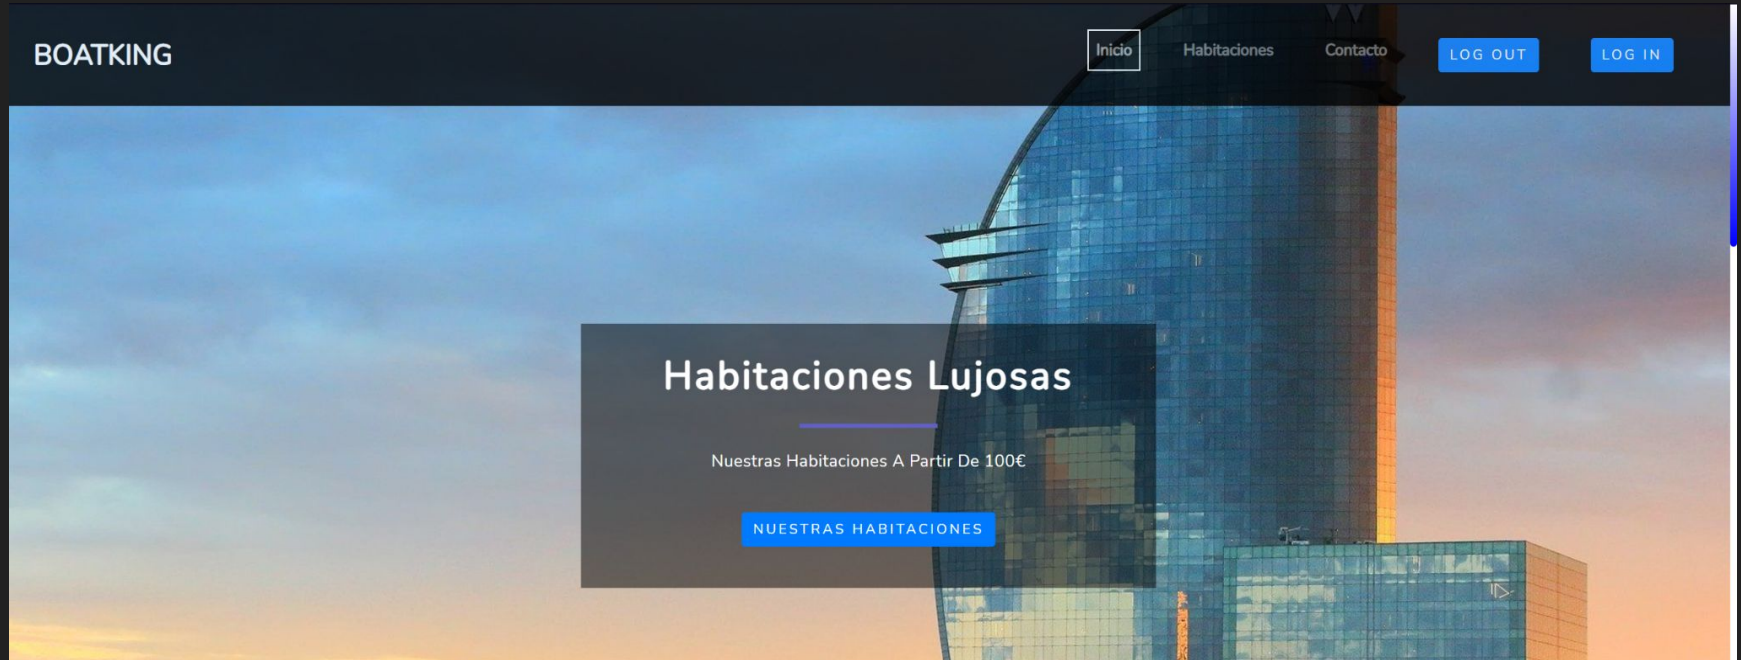 BOATKING
Inicio Habitaciones Contacto LOG OUT LOG IN
Habitaciones Lujosas
Nuestras Habitaciones A Partir De 100€
NUESTRAS HABITACIONES